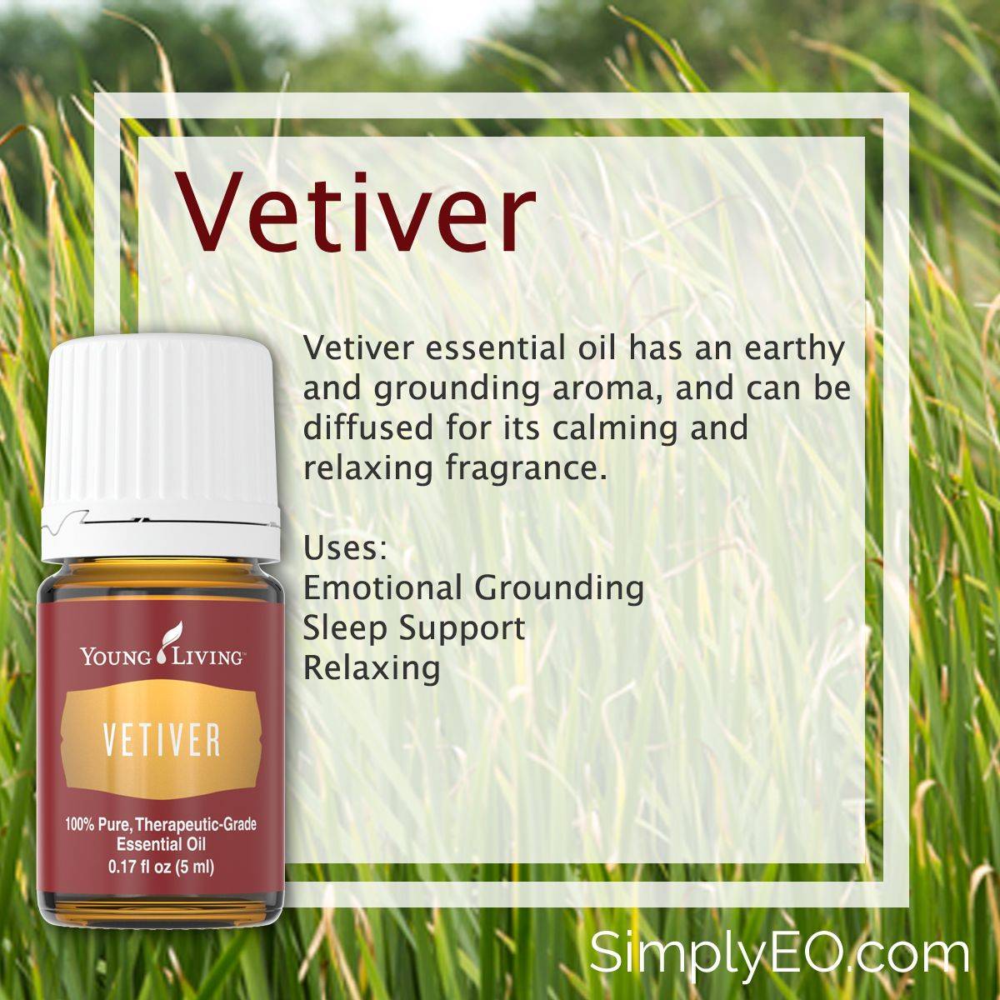 Vetiver
Vetiver essential oil has an earthy
and grounding aroma, and can be
diffused for its calming and
relaxing fragrance.
Uses:
Emotional Grounding
Sleep Support
Relaxing
YOUNG LIVING™
VETIVER
100% Pure, Therapeutic-Grade
Essential Oil
0.17 fl oz (5 ml)
SimplyEO.com